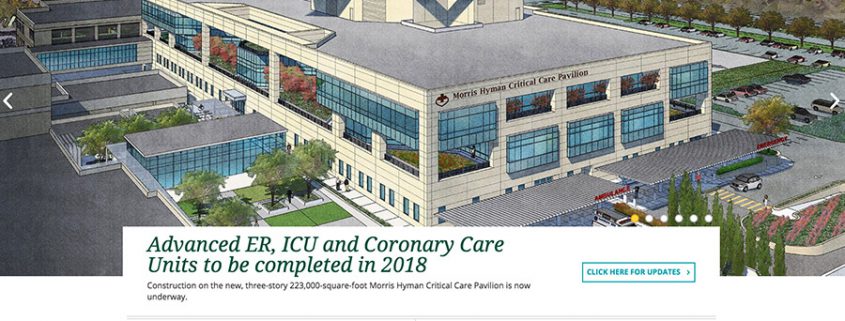 Morris Hyman Critical Care Pavilion
EMERGENCY
AMBULANCE
Advanced ER, ICU and Coronary Care
Units to be completed in 2018
CLICK HERE FOR UPDATES
Construction on the new, three-story 223,000-square-foot Morris Hyman Critical Care Pavilion is now
underway.